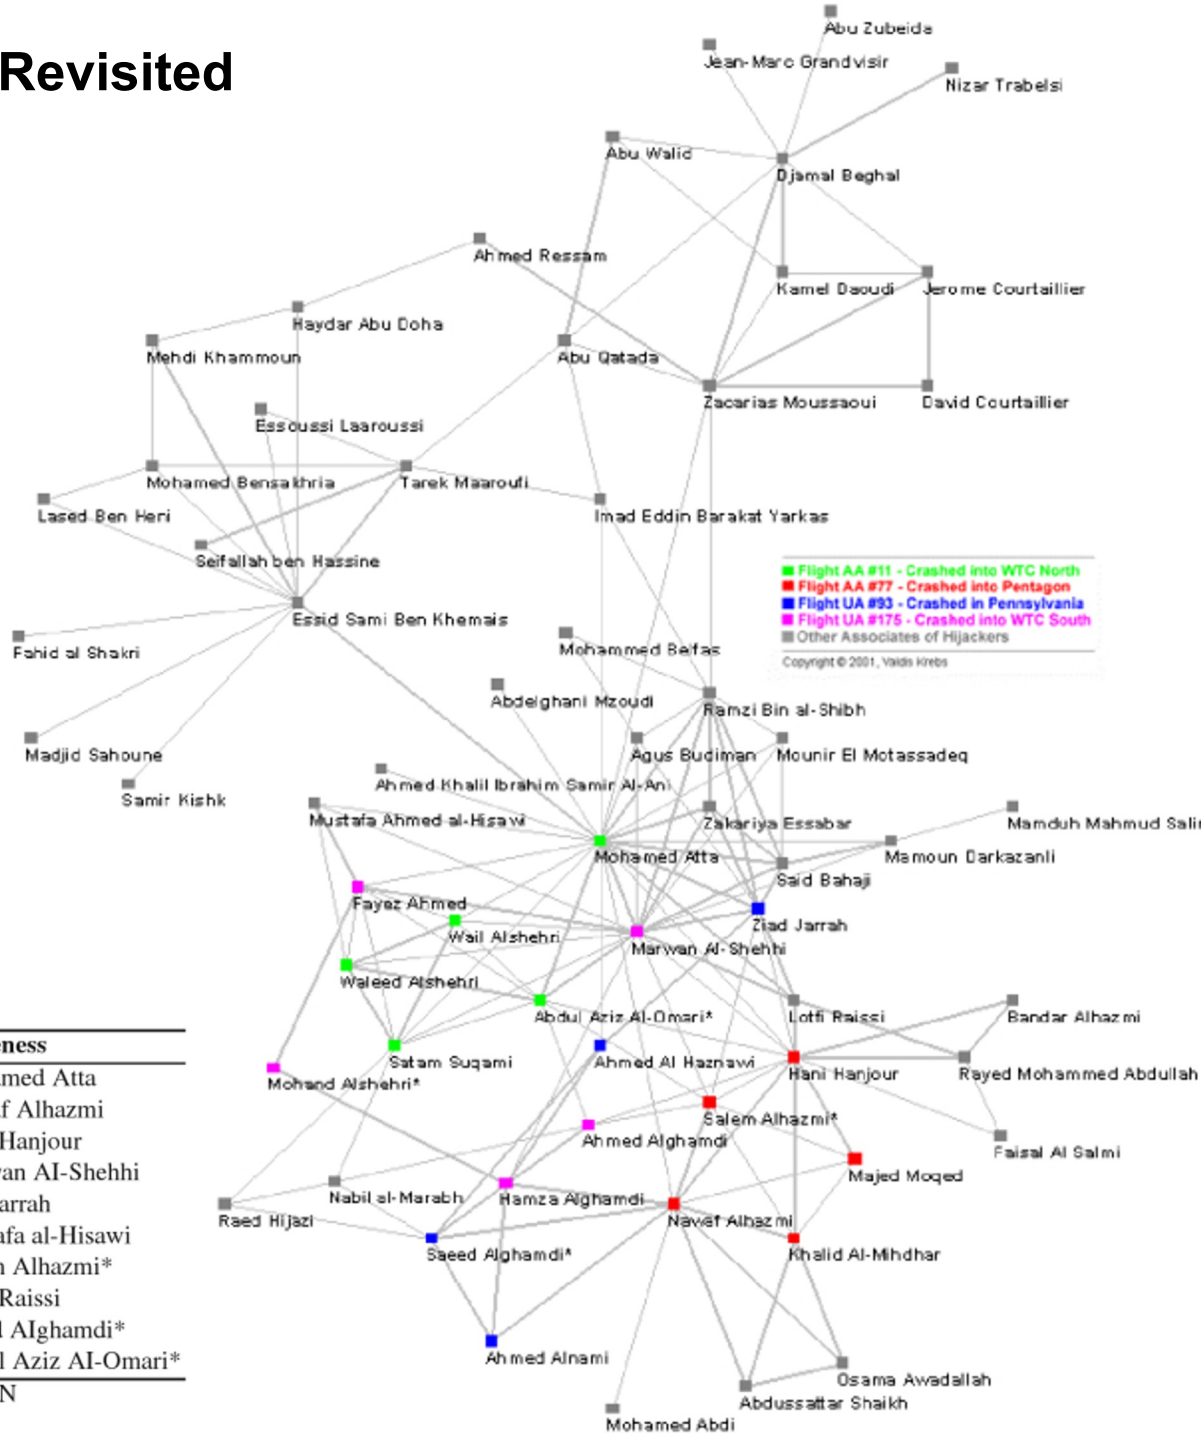 Revisited
Abu Zubeida
Jean-Marc Grandvisir
Nizar Trabelsi
Abu Walid
Djamal Beghal
Ahmed Ressam
Kamel Daoudi
Jerome Courtaillier
Haydar Abu Doha
Mehdi Khammoun
Abu Qatada
Zacarias Moussaoui
David Courtaillier
Essoussi Laaroussi
Mohamed Bensakhria
Tarek Maaroufi
Lased Ben Heni
Imad Eddin Barakat Yarkas
Seifallah ben Hassine
Flight AA #11 - Crashed into WTC North
Flight AA #77 - Crashed into Pentagon
Flight UA #93 - Crashed in Pennsylvania
Flight UA #175 - Crashed into WTC South
Other Associates of Hijackers
Copyright © 2001, Valdis Krebs
Essid Sami Ben Khemais
Fahid al Shakri
Mohammed Belfas
Abdelghani Mzoudi
Ramzi Bin al-Shibh
Madjid Sahoune
Agus Budiman
Mounir El Motassadeq
Samir Kishk
Ahmed Khalil Ibrahim Samir Al-Ani
Mustafa Ahmed al-Hisawi
Zakariya Essabar
Mamduh Mahmud Salim
Mohamed Atta
Mamoun Darkazanli
Said Bahaji
Fayez Ahmed
Ziad Jarrah
Wail Alshehri
Marwan Al-Shehhi
Waleed Alshehri
Abdul Aziz Al-Omari*
Lotfi Raissi
Bandar Alhazmi
Satam Suqami
Ahmed Al Haznawi
Hani Hanjour
Rayed Mohammed Abdullah
Mohand Alshehri*
Salem Alhazmi*
Ahmed Alghamdi
Faisal Al Salmi
Majed Moqed
Nabil al-Marabh
Hamza Alghamdi
Raed Hijazi
Nawaf Alhazmi
Saeed Alghamdi*
Khalid Al-Mihdhar
Ahmed Alnami
Osama Awadallah
Abdussattar Shaikh
Mohamed Abdi
eness
med Atta
f Alhazmi
Hanjour
an AI-Shehhi
arrah
afa al-Hisawi
n Alhazmi*
Raissi
l AIghamdi*
l Aziz AI-Omari*
N